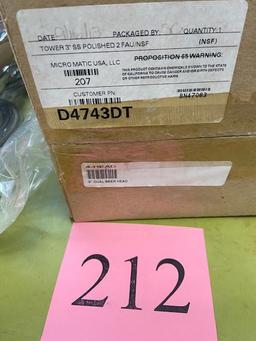 DATE PACKAGED BY QUANTITY:1
TOWER 3" SS POLISHED 2 FAU/NSF (NSF)
MICRO MATIC USA, LLC
PROPOSITION 65 WARNING:
THIS PRODUCT CONTAINS CHEMICALS KNOWN TO THE STATE
OF CALIFORNIA TO CAUSE CANCER AND/OR BIRTH DEFECTS
OR OTHER REPRODUCTIVE HARM.
207
CUSTOMER PN:
D4743DT
3" DUAL BEER HEAD
212